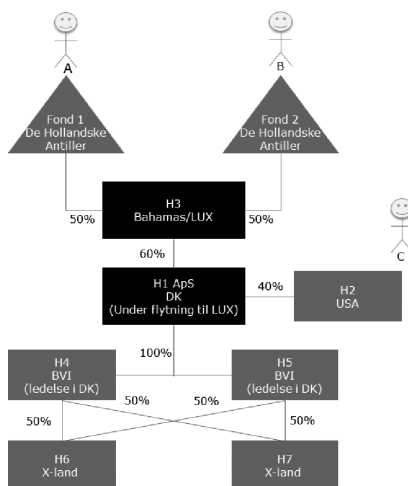 A
B
Fond 1
De Hollandske
Antiller
Fond 2
De Hollandske
Antiller
H3
Bahamas/LUX
50%
50%
C
60%
H1 ApS
DK
(Under flytning til LUX)
40%
H2
USA
100%
H4
BVI
(ledelse i DK)
H5
BVI
(ledelse i DK)
50%
50%
50%
50%
H6
X-land
H7
X-land